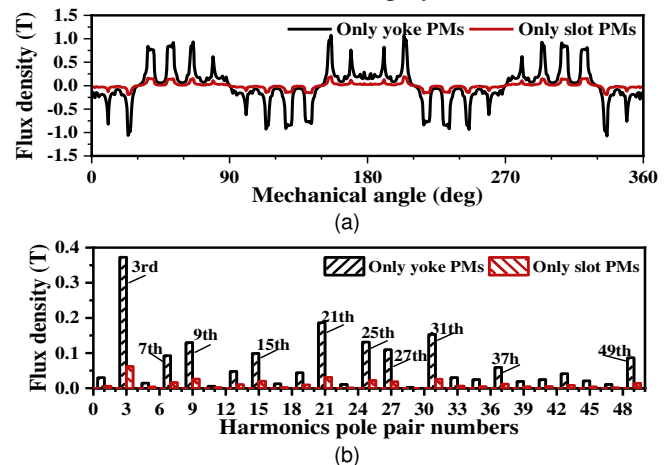 Only yoke PMs Only slot PMs
Flux density (T)
1.5
1.0
0.5
0.0
-0.5
-1.0
-1.5
0 90 180 270 360
Mechanical angle (deg)
(a)
Only yoke PMs Only slot PMs
Flux density (T)
0.4
0.3
0.2
0.1
0.0
3rd
7th
9th
15th
21th
25th
27th
31th
37h
49th
0 3 6 9 12 15 18 21 24 27 30 33 36 39 42 45 48
Harmonics pole pair numbers
(b)